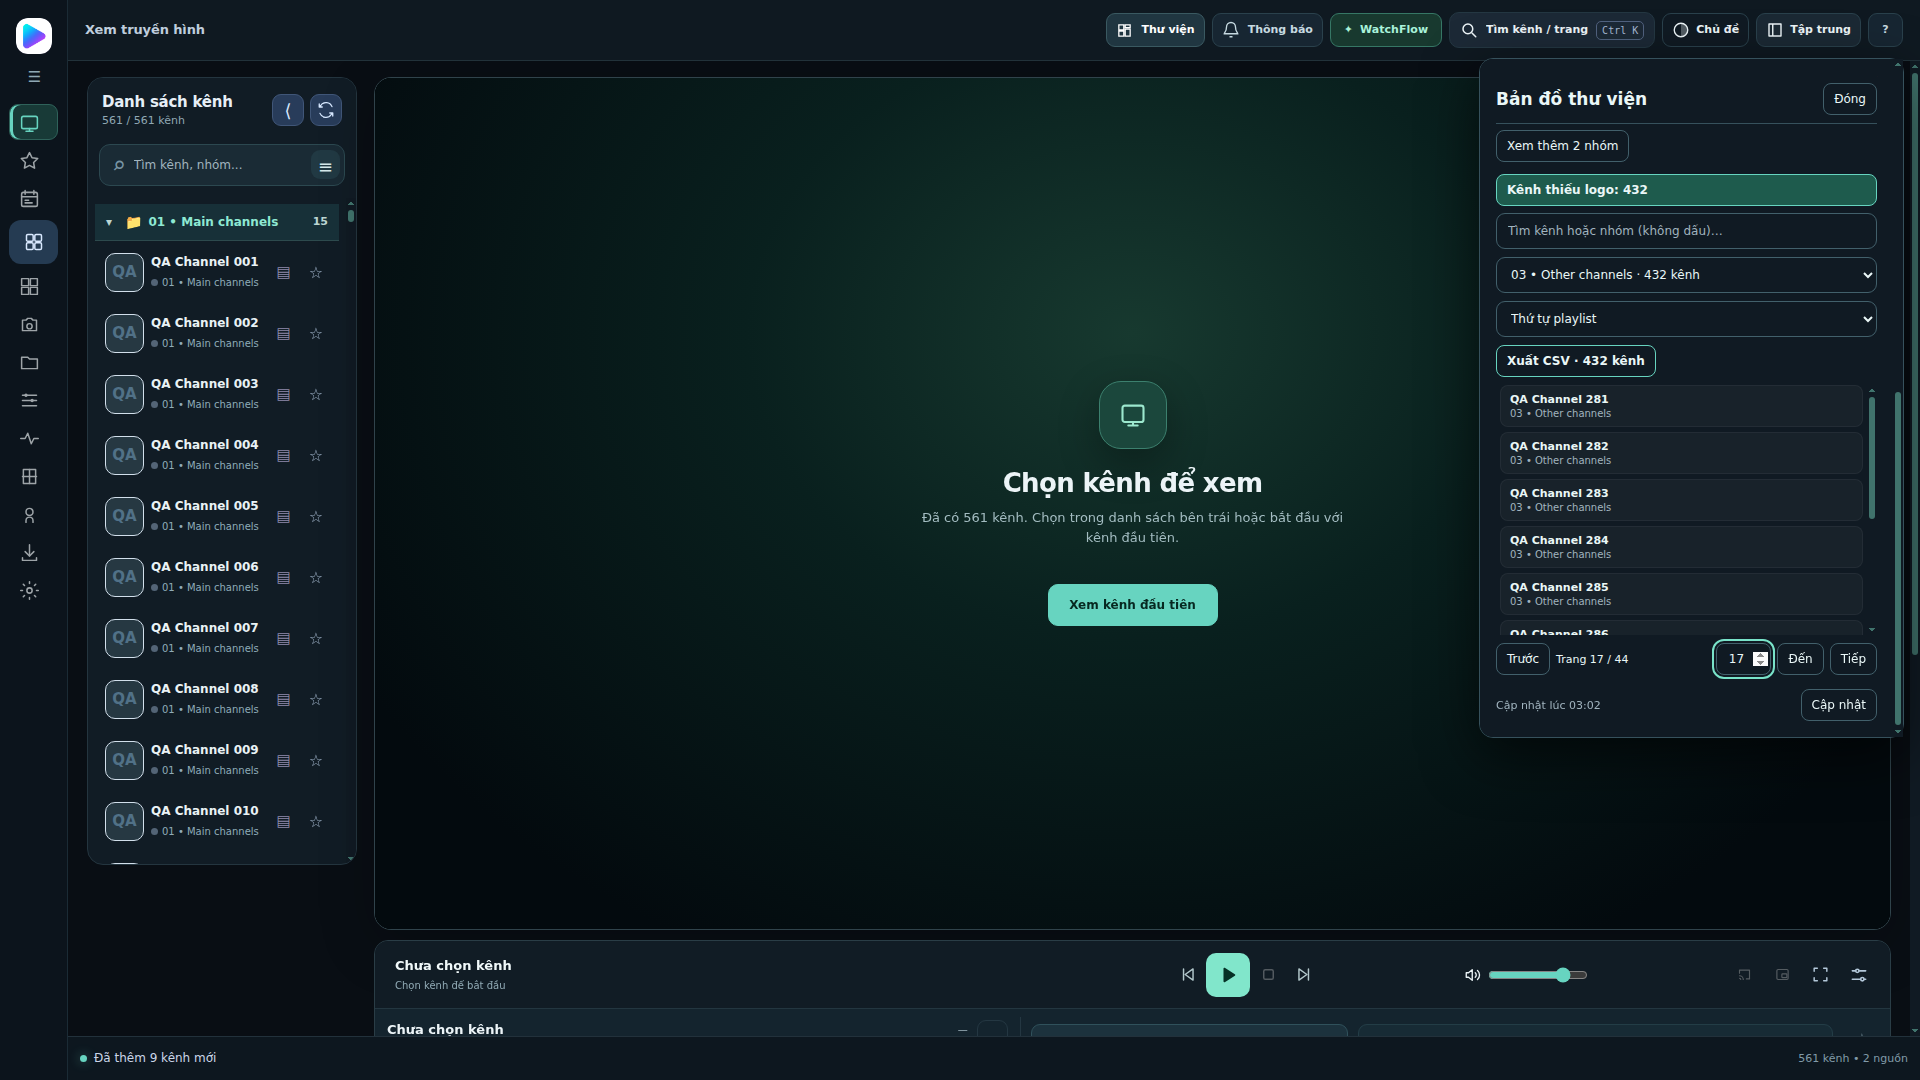 Xem truyền hình
Thư viện
Thông báo
✦ WatchFlow
Tìm kênh / trang Ctrl K
Chủ đề
Tập trung
?
Danh sách kênh
561 / 561 kênh
Tìm kênh, nhóm...
01 • Main channels 15
QA QA Channel 001
01 • Main channels
QA QA Channel 002
01 • Main channels
QA QA Channel 003
01 • Main channels
QA QA Channel 004
01 • Main channels
QA QA Channel 005
01 • Main channels
QA QA Channel 006
01 • Main channels
QA QA Channel 007
01 • Main channels
QA QA Channel 008
01 • Main channels
QA QA Channel 009
01 • Main channels
QA QA Channel 010
01 • Main channels
Chọn kênh để xem
Đã có 561 kênh. Chọn trong danh sách bên trái hoặc bắt đầu với
kênh đầu tiên.
Xem kênh đầu tiên
Bản đồ thư viện
Đóng
Xem thêm 2 nhóm
Kênh thiếu logo: 432
Tìm kênh hoặc nhóm (không dấu)...
03 • Other channels · 432 kênh
Thứ tự playlist
Xuất CSV · 432 kênh
QA Channel 281
03 • Other channels
QA Channel 282
03 • Other channels
QA Channel 283
03 • Other channels
QA Channel 284
03 • Other channels
QA Channel 285
03 • Other channels
QA Channel 286
Trước Trang 17 / 44 17 Đến Tiếp
Cập nhật lúc 03:02 Cập nhật
Chưa chọn kênh
Chọn kênh để bắt đầu
Chưa chọn kênh
Đã thêm 9 kênh mới
561 kênh • 2 nguồn